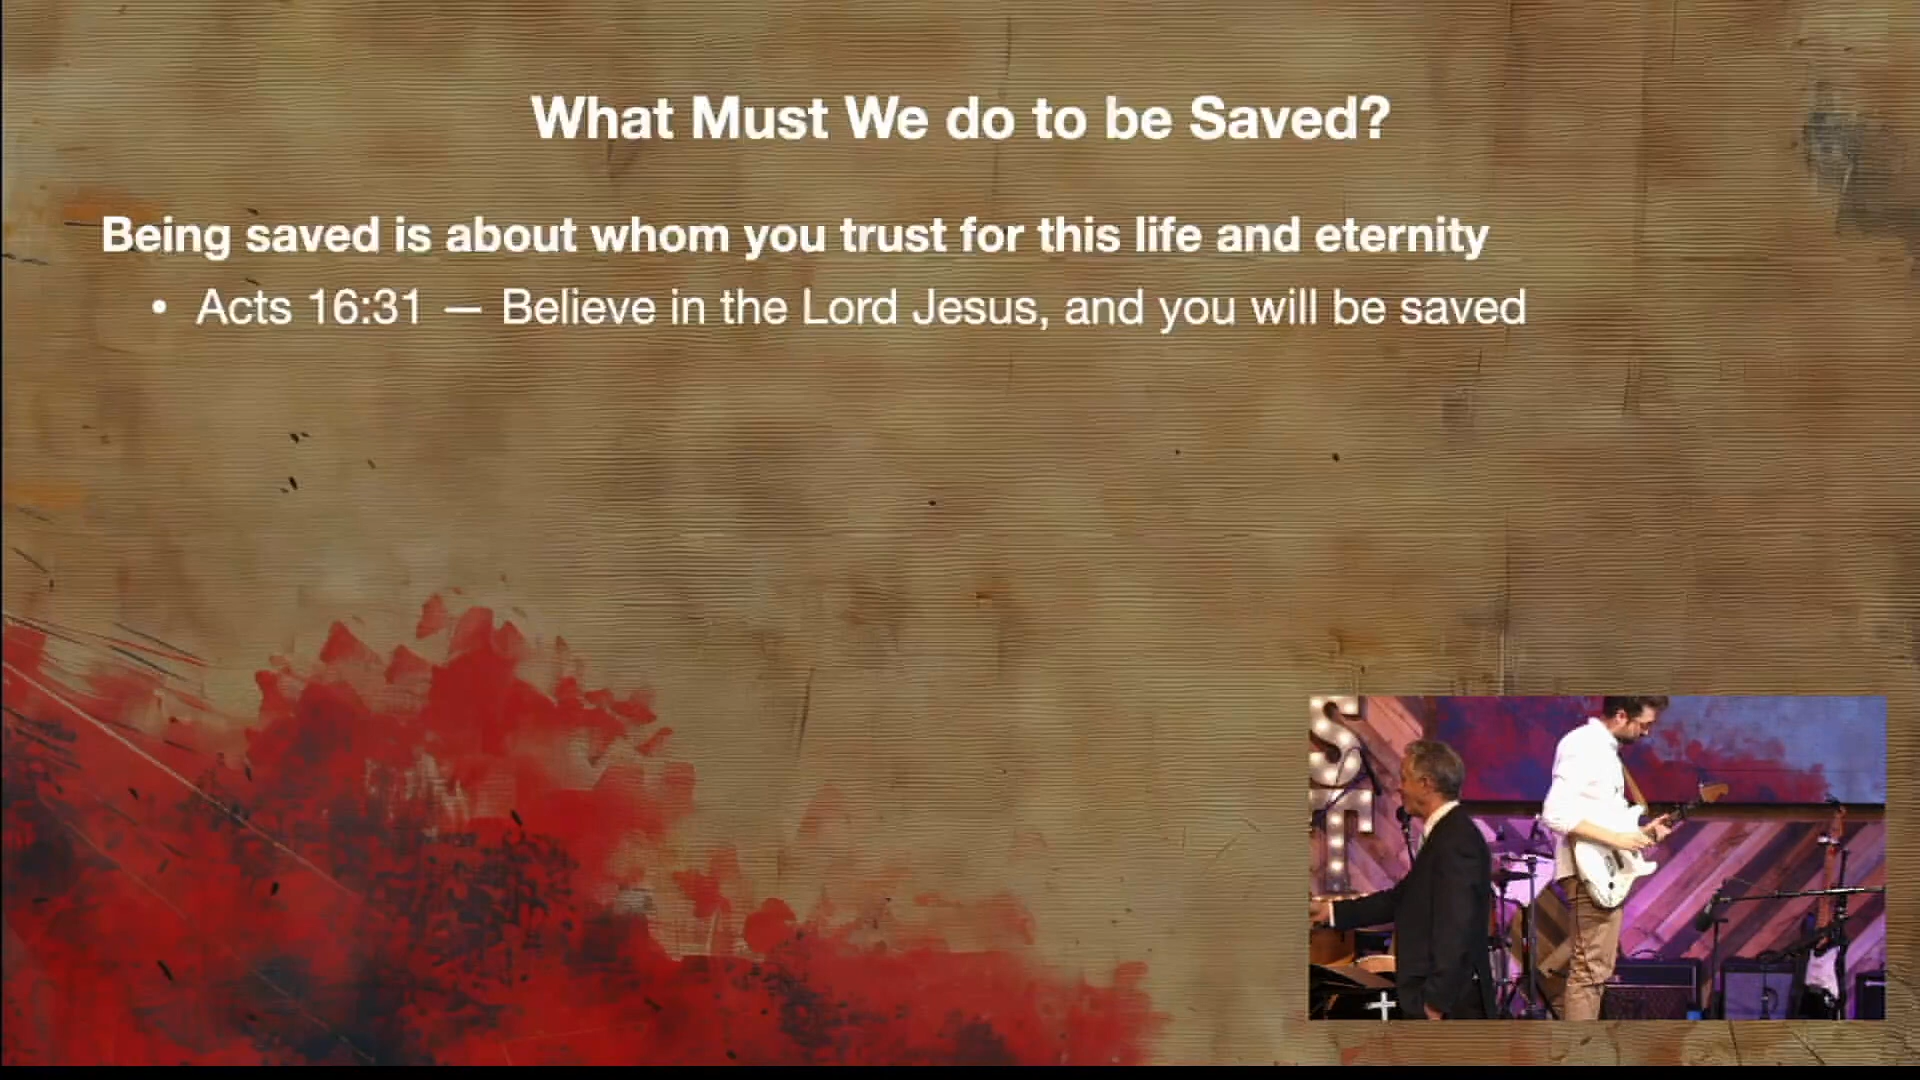 What Must We do to be Saved?
Being saved is about whom you trust for this life and eternity
• Acts 16:31 — Believe in the Lord Jesus, and you will be saved